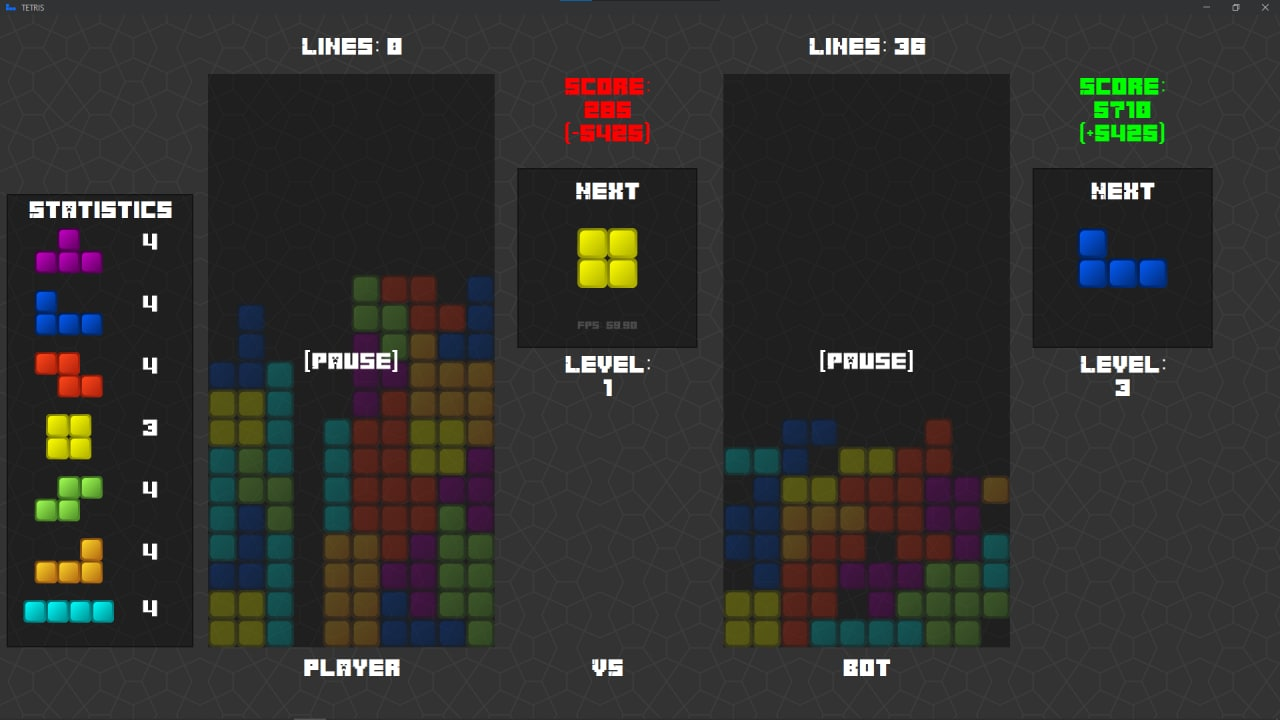 TETRIS
LINES: 0
LINES: 36
SCORE:
285
(-5425)
SCORE:
5710
(+5425)
STATISTICS
4
4
4
3
4
4
4
NEXT
FPS 59.90
NEXT
[PAUSE]
[PAUSE]
LEVEL:
1
LEVEL:
3
PLAYER
VS
BOT